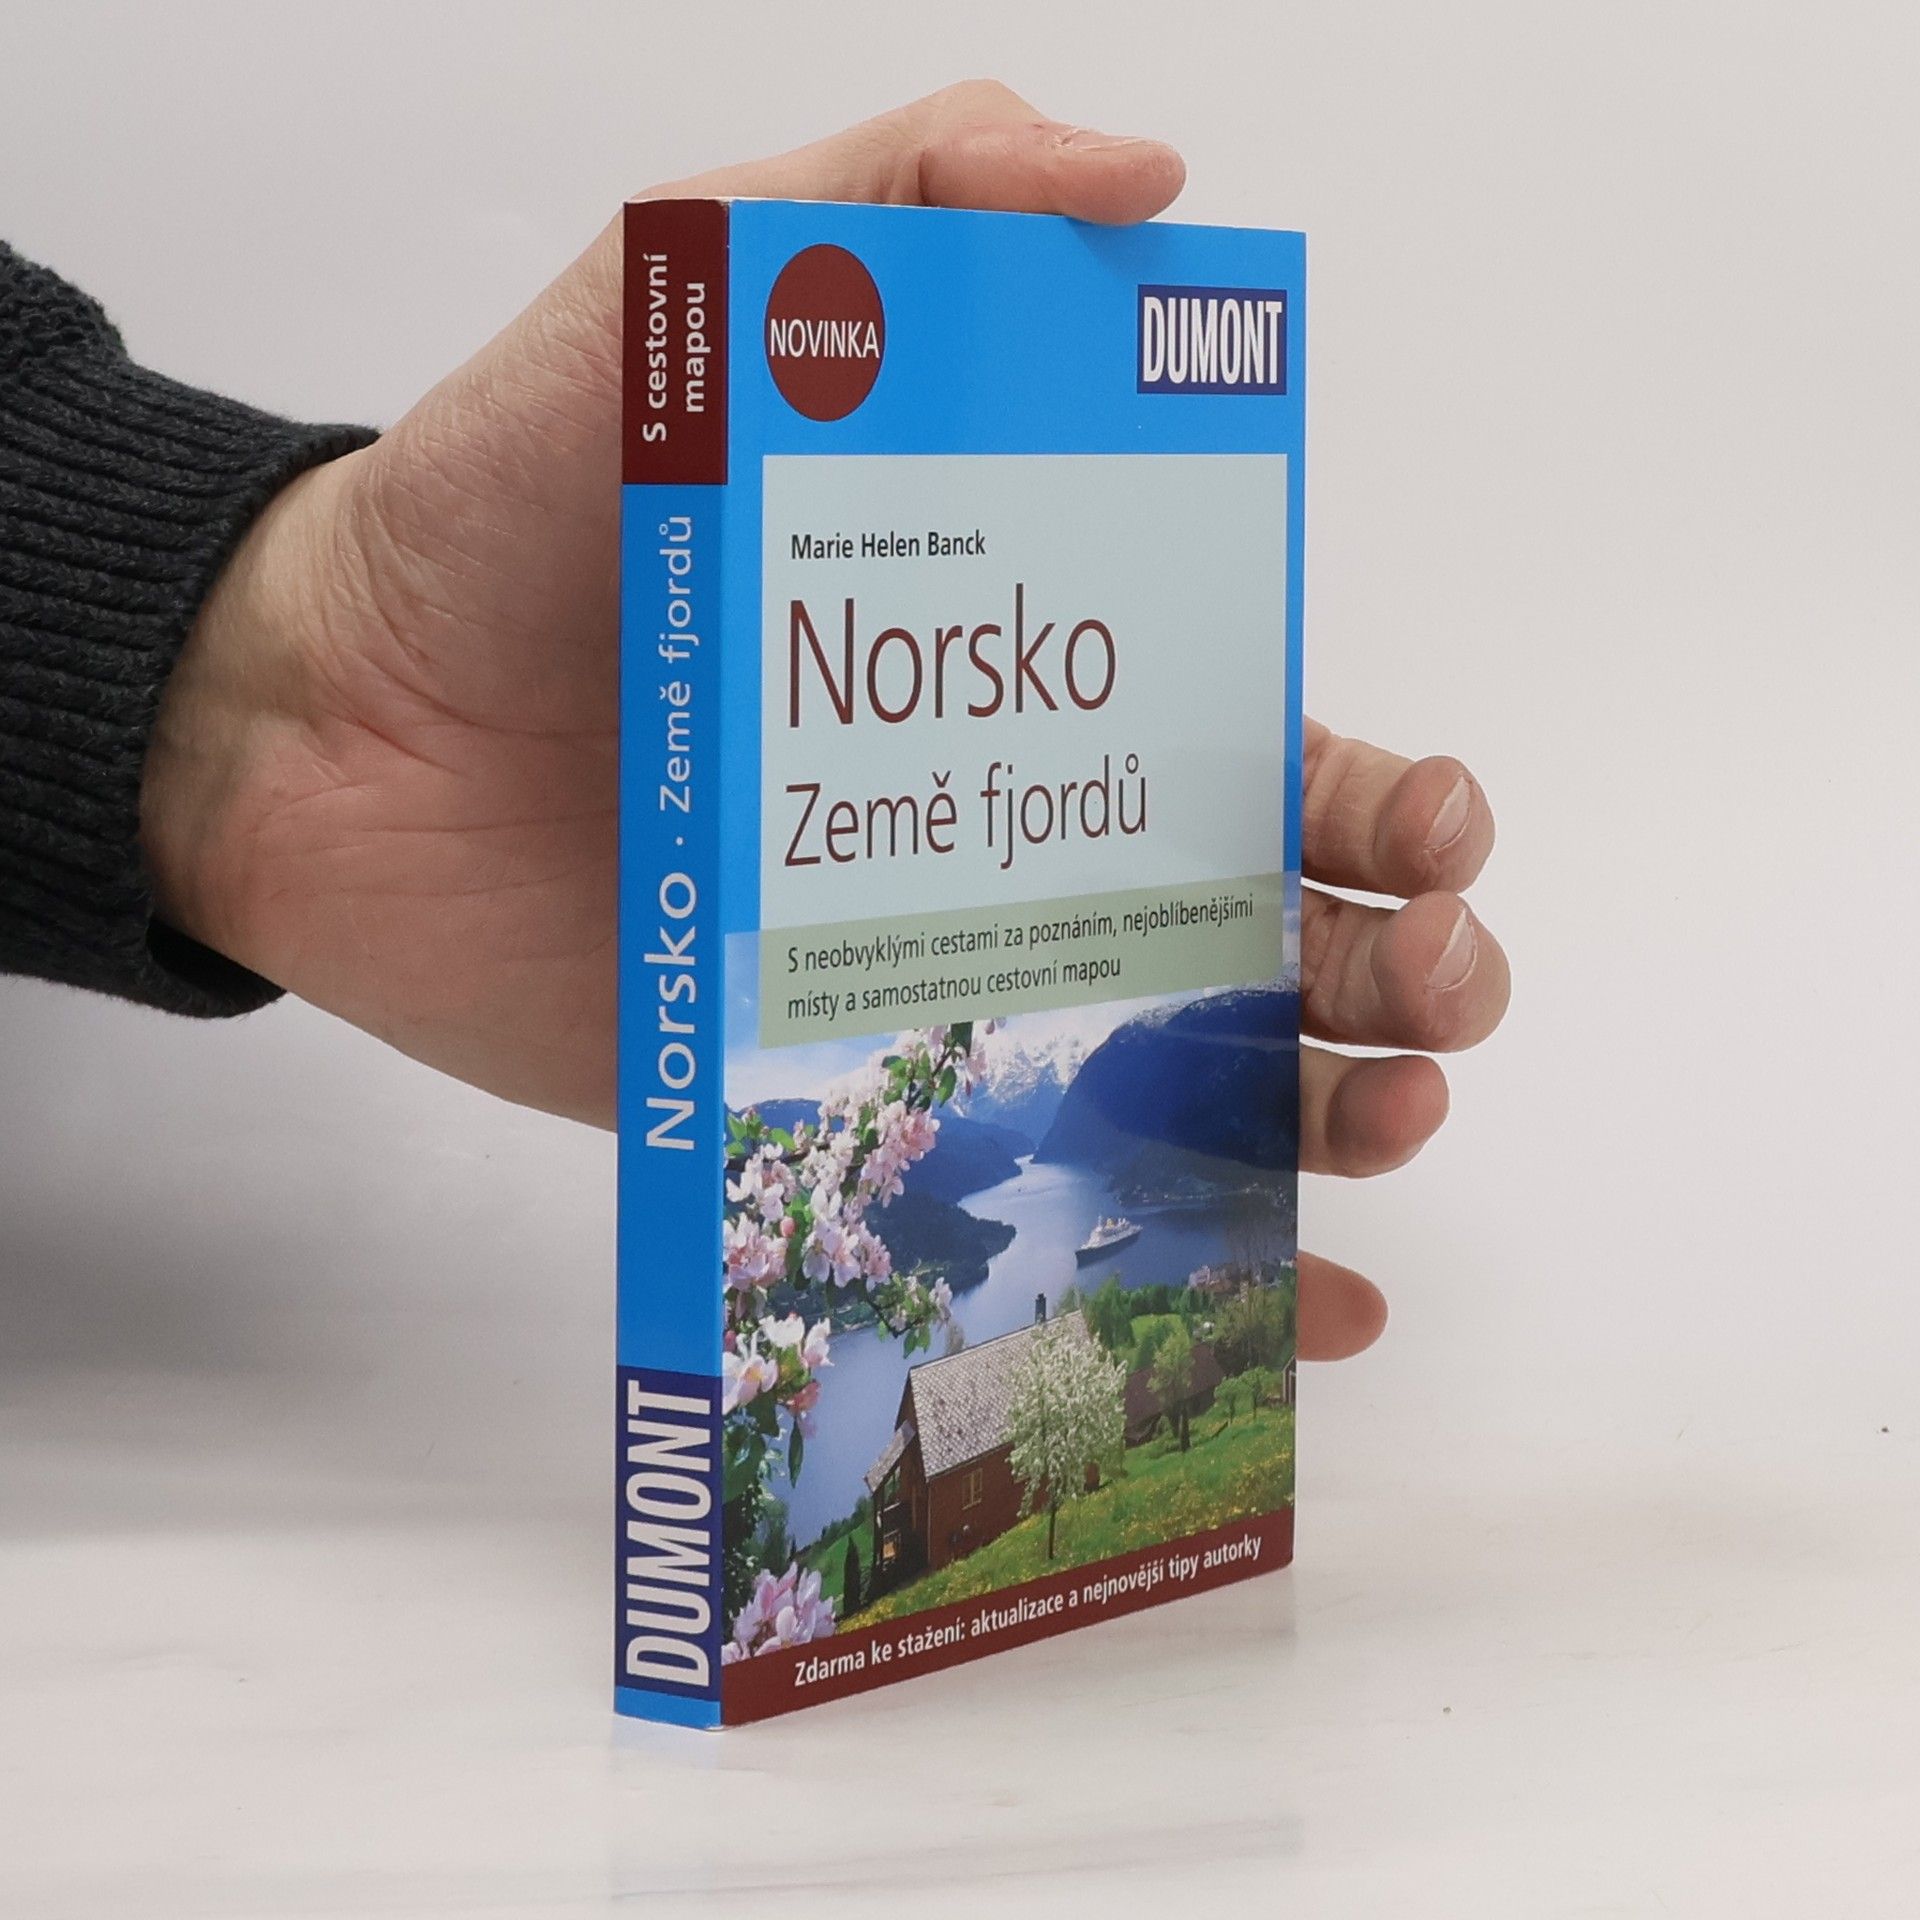 S cestovní
mapou
Norsko · Země fjordů
DUMONT
NOVINKA
DUMONT
Marie Helen Banck
Norsko
Země fjordů
S neobvyklými cestami za poznáním, nejoblíbenějšími
místy a samostatnou cestovní mapou
Zdarma ke stažení: aktualizace a nejnovější tipy autorky